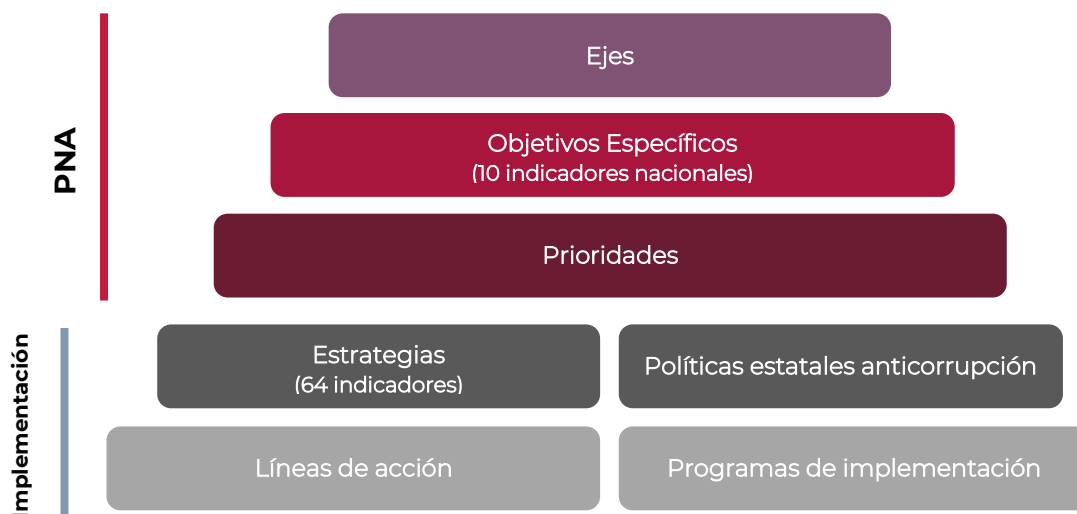 PNA
Ejes
Objetivos Específicos
(10 indicadores nacionales)
Prioridades
Implementación
Estrategias
(64 indicadores)
Políticas estatales anticorrupción
Líneas de acción
Programas de implementación